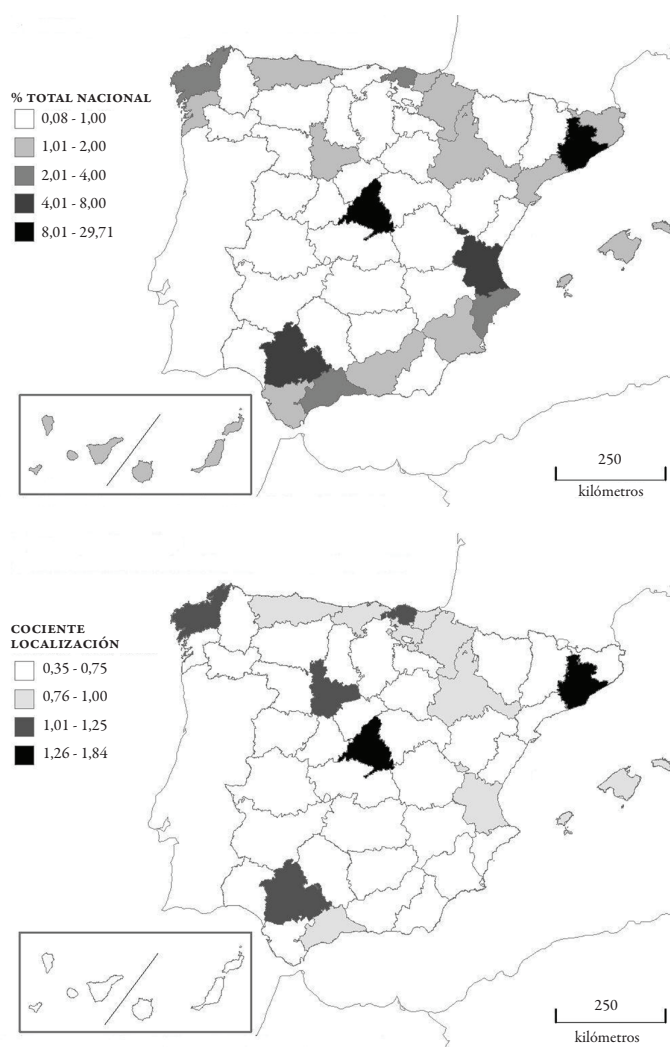 % TOTAL NACIONAL
0,08 - 1,00
1,01 - 2,00
2,01 - 4,00
4,01 - 8,00
8,01 - 29,71
250
kilómetros
COCIENTE
LOCALIZACIÓN
0,35 - 0,75
0,76 - 1,00
1,01 - 1,25
1,26 - 1,84
250
kilómetros